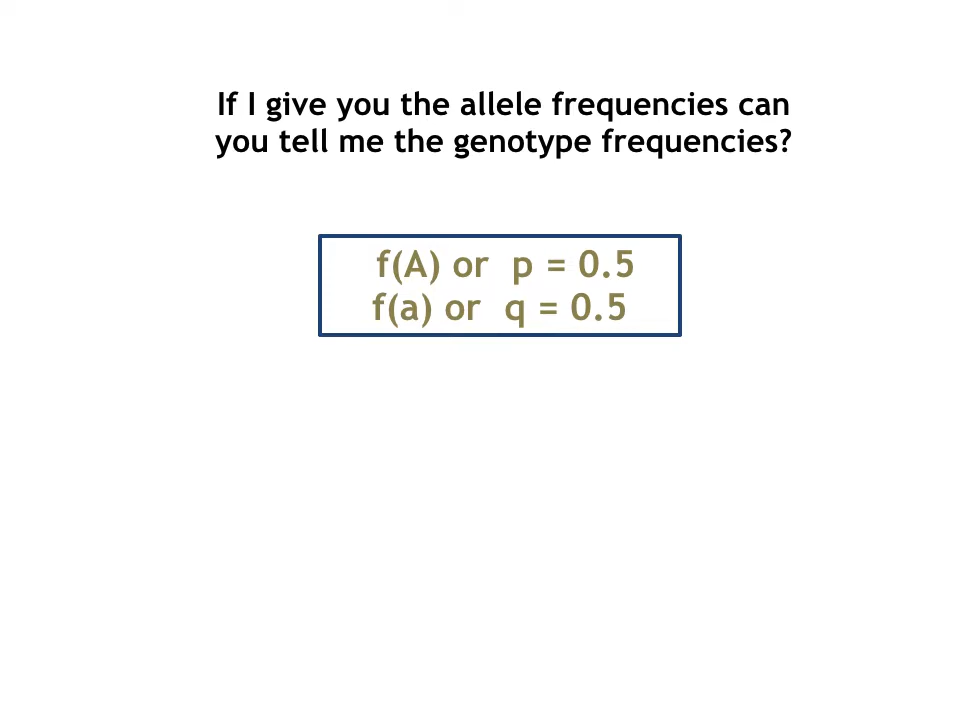 If I give you the allele frequencies can
you tell me the genotype frequencies?
f(A) or p = 0.5
f(a) or q = 0.5